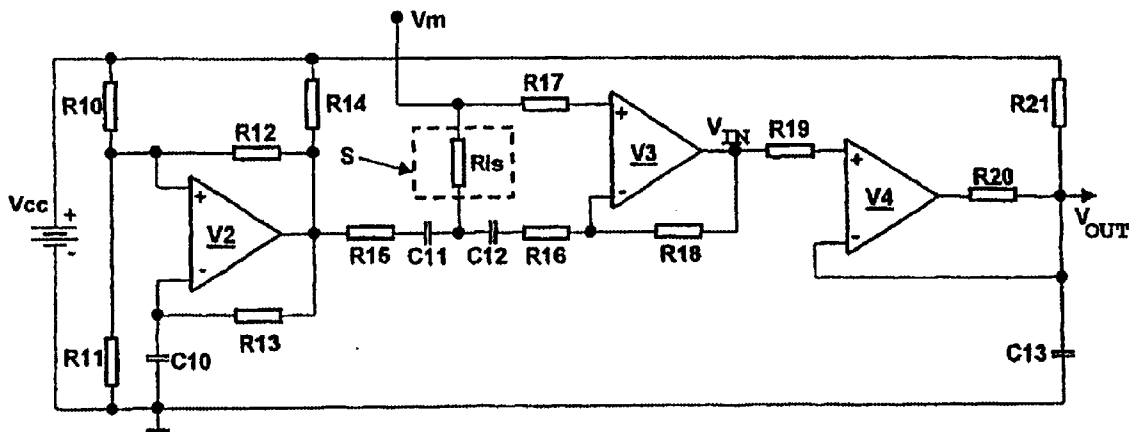 Vm
R10
R14
R17
R21
R12
S
Ris
V3
VIN
R19
V4
R20
Vcc
+
-
V2
+
-
+
-
+
-
R15
C11
C12
R16
R18
VOUT
R13
R11
C10
C13